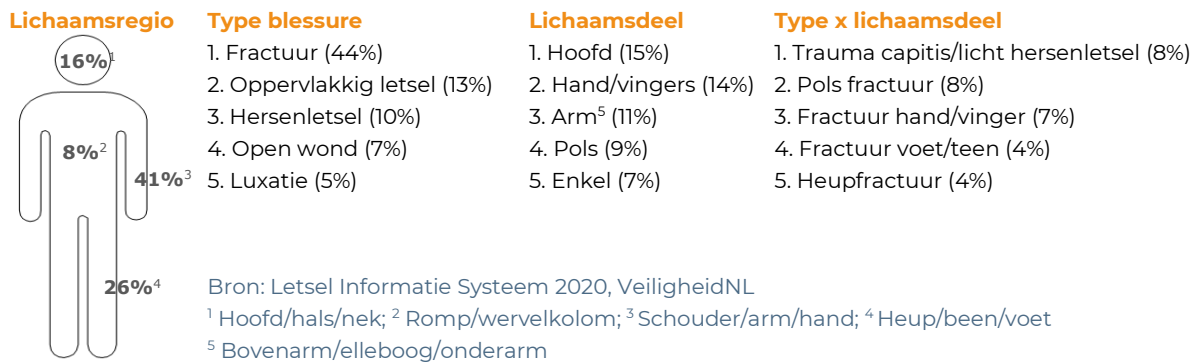 Lichaamsregio
16%¹
8%²
41%³
26%⁴
Type blessure
1. Fractuur (44%)
2. Oppervlakkig letsel (13%)
3. Hersenletsel (10%)
4. Open wond (7%)
5. Luxatie (5%)
Lichaamsdeel
1. Hoofd (15%)
2. Hand/vingers (14%)
3. Arm⁵ (11%)
4. Pols (9%)
5. Enkel (7%)
Type x lichaamsdeel
1. Trauma capitis/licht hersenletsel (8%)
2. Pols fractuur (8%)
3. Fractuur hand/vinger (7%)
4. Fractuur voet/teen (4%)
5. Heupfractuur (4%)
Bron: Letsel Informatie Systeem 2020, VeiligheidNL
¹ Hoofd/hals/nek; ² Romp/wervelkolom; ³ Schouder/arm/hand; ⁴ Heup/been/voet
⁵ Bovenarm/elleboog/onderarm